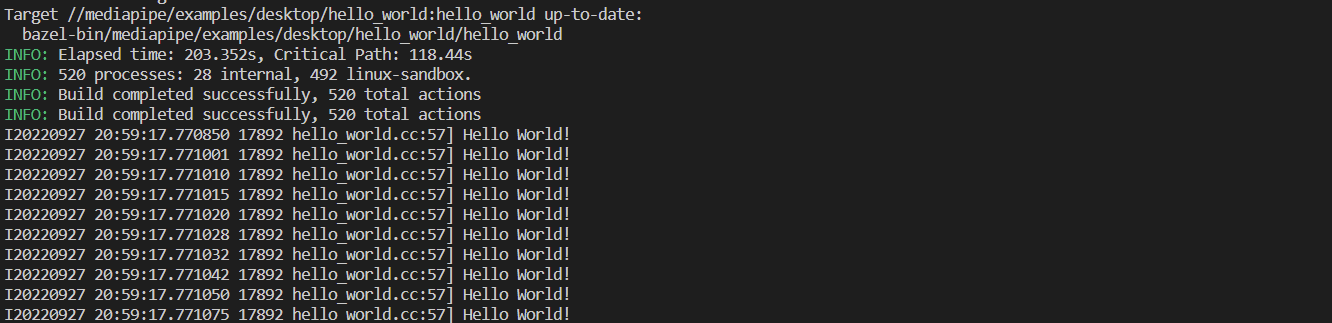 Target //mediapipe/examples/desktop/hello_world:hello_world up-to-date:
  bazel-bin/mediapipe/examples/desktop/hello_world/hello_world
INFO: Elapsed time: 203.352s, Critical Path: 118.44s
INFO: 520 processes: 28 internal, 492 linux-sandbox.
INFO: Build completed successfully, 520 total actions
INFO: Build completed successfully, 520 total actions
I20220927 20:59:17.770850 17892 hello_world.cc:57] Hello World!
I20220927 20:59:17.771001 17892 hello_world.cc:57] Hello World!
I20220927 20:59:17.771010 17892 hello_world.cc:57] Hello World!
I20220927 20:59:17.771015 17892 hello_world.cc:57] Hello World!
I20220927 20:59:17.771020 17892 hello_world.cc:57] Hello World!
I20220927 20:59:17.771028 17892 hello_world.cc:57] Hello World!
I20220927 20:59:17.771032 17892 hello_world.cc:57] Hello World!
I20220927 20:59:17.771042 17892 hello_world.cc:57] Hello World!
I20220927 20:59:17.771050 17892 hello_world.cc:57] Hello World!
I20220927 20:59:17.771075 17892 hello_world.cc:57] Hello World!